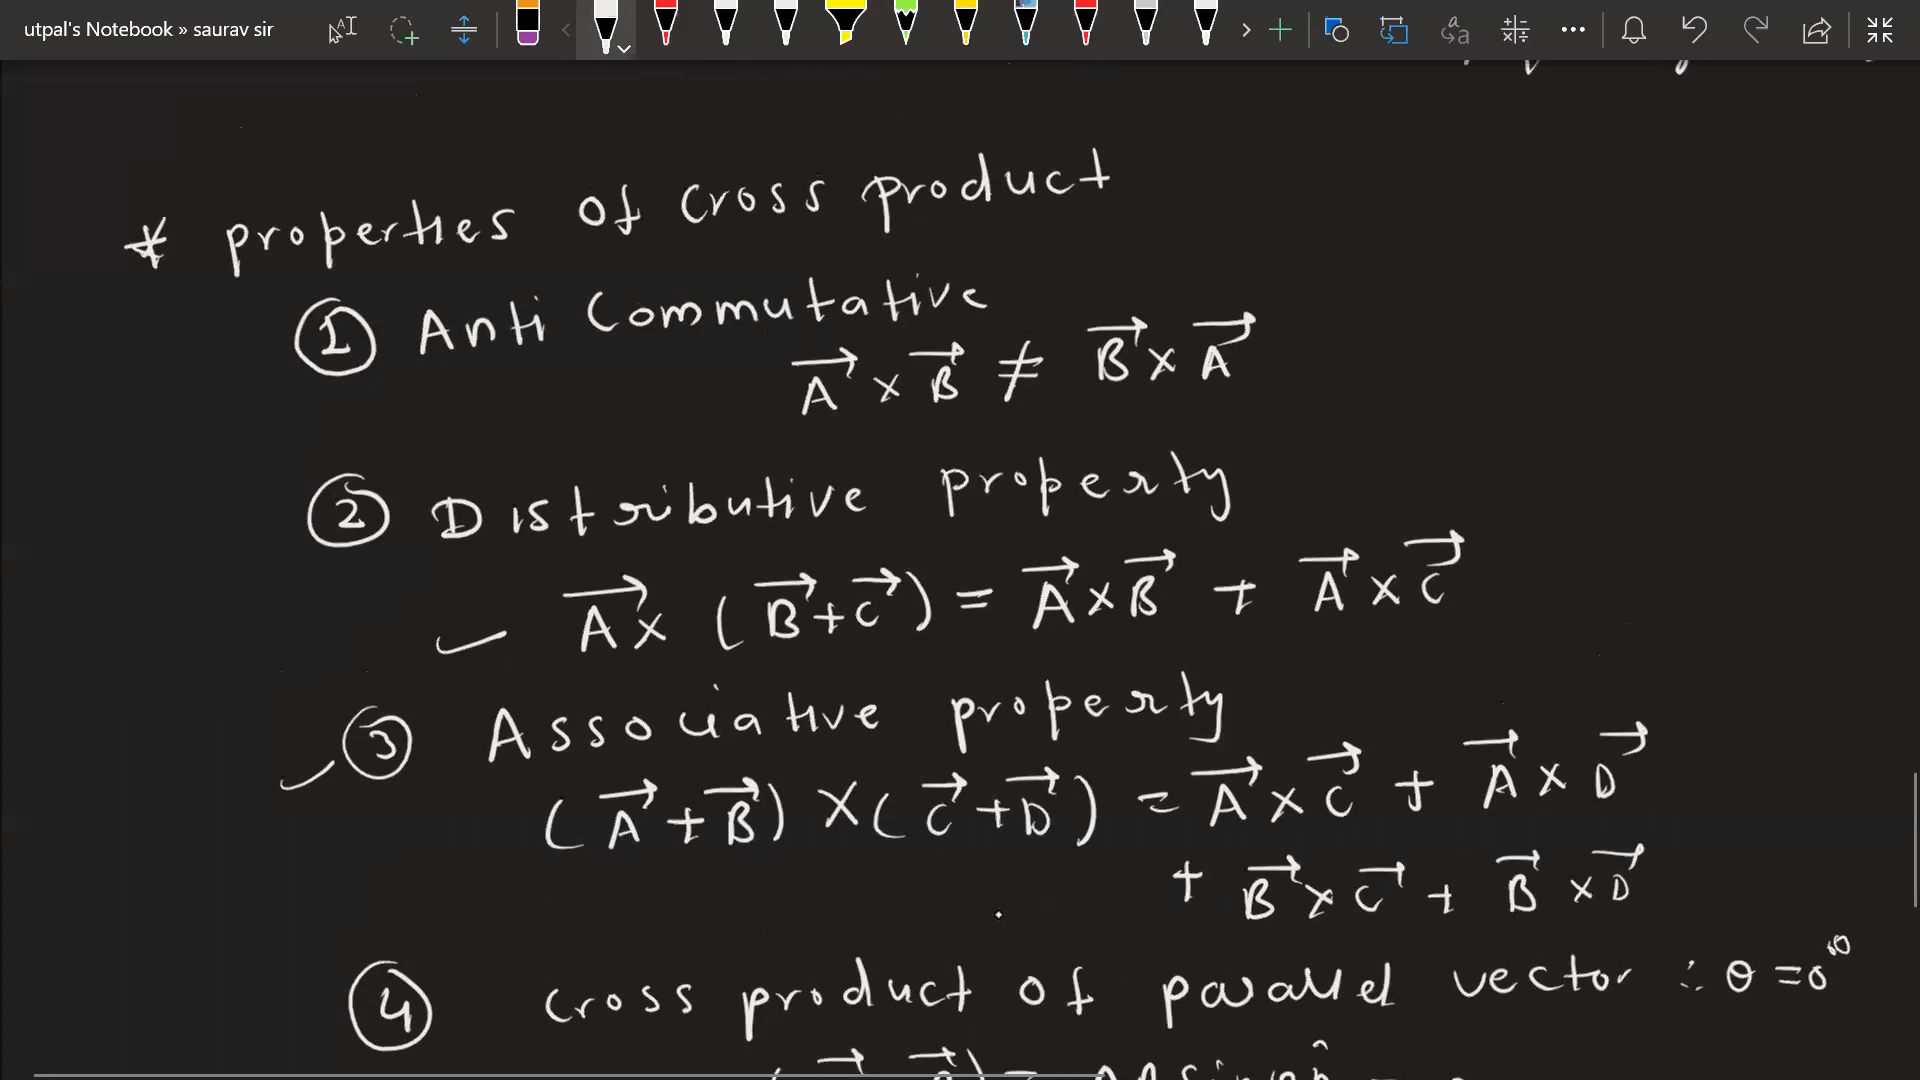 utpal's Notebook » saurav sir
* properties of cross product
① Anti Commutative
A⃗ × B⃗ ≠ B⃗ × A⃗
② Distributive property
A⃗ × (B⃗ + C⃗) = A⃗ × B⃗ + A⃗ × C⃗
③ Associative property
(A⃗ + B⃗) × (C⃗ + D⃗) = A⃗ × C⃗ + A⃗ × D⃗
+ B⃗ × C⃗ + B⃗ × D⃗
④ cross product of parallel vector ∴ θ = 0°